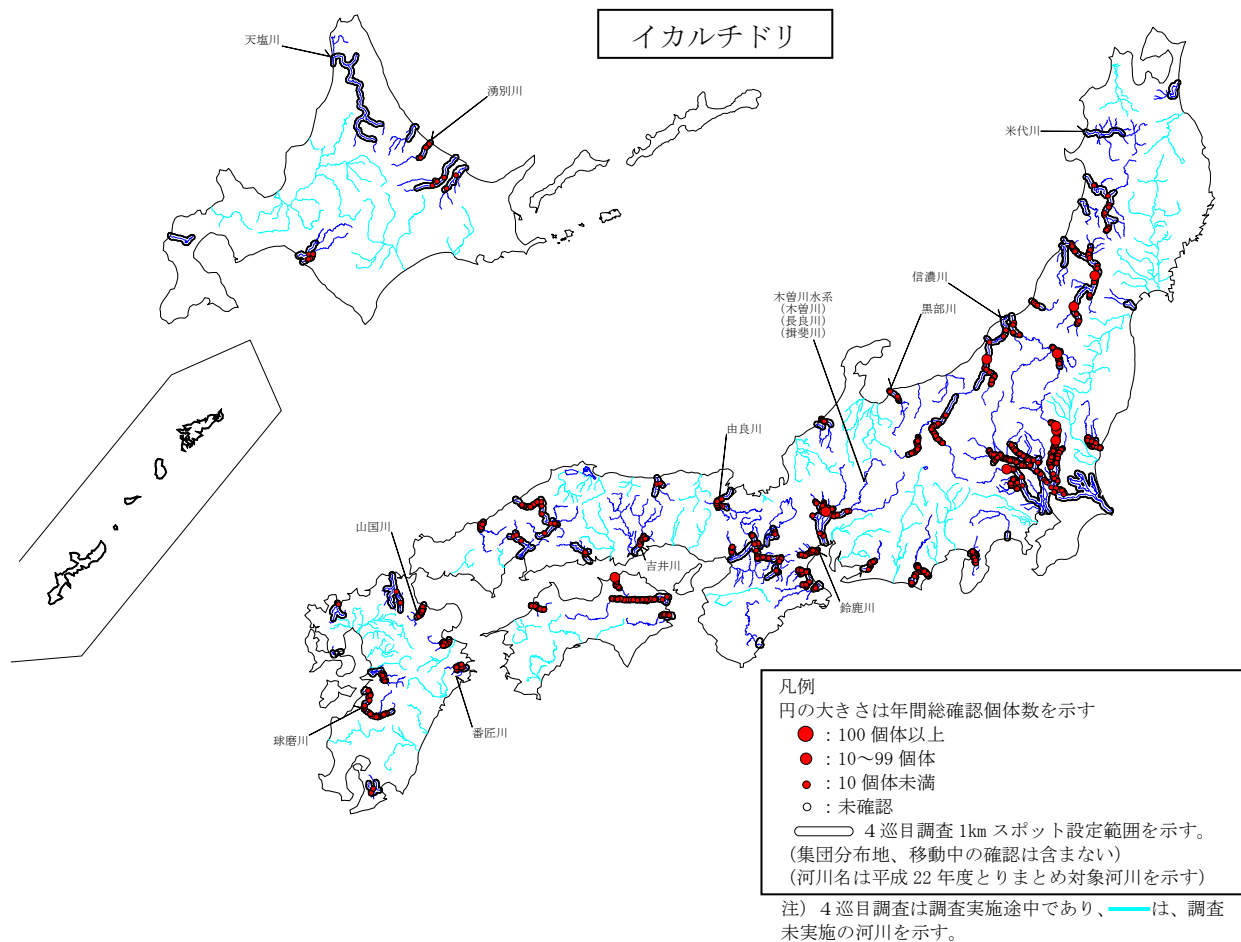 イカルチドリ
天塩川
湧別川
米代川
信濃川
木曽川水系
(木曽川)
(長良川)
(揖斐川)
黒部川
由良川
山国川
吉井川
鈴鹿川
球磨川
番匠川
凡例
円の大きさは年間総確認個体数を示す
：100 個体以上
：10～99 個体
：10 個体未満
：未確認
４巡目調査 1km スポット設定範囲を示す。
(集団分布地、移動中の確認は含まない)
(河川名は平成 22 年度とりまとめ対象河川を示す)
注) ４巡目調査は調査実施途中であり、は、調査
未実施の河川を示す。